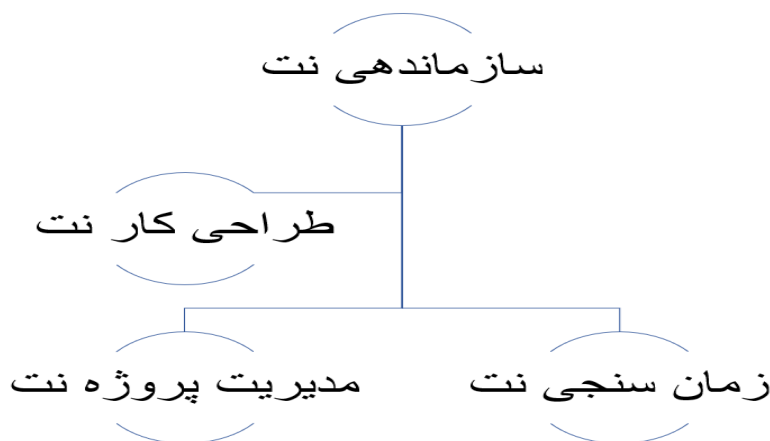 سازماندهی نت
طراحی کار نت
زمان سنجی نت
مدیریت پروژه نت